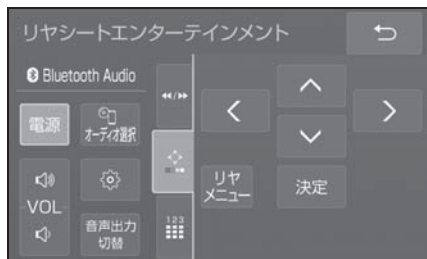 リヤシートエンターテインメント
Bluetooth Audio
電源
オーディオ選択
VOL
音声出力
切替
123
リヤ
メニュー
決定